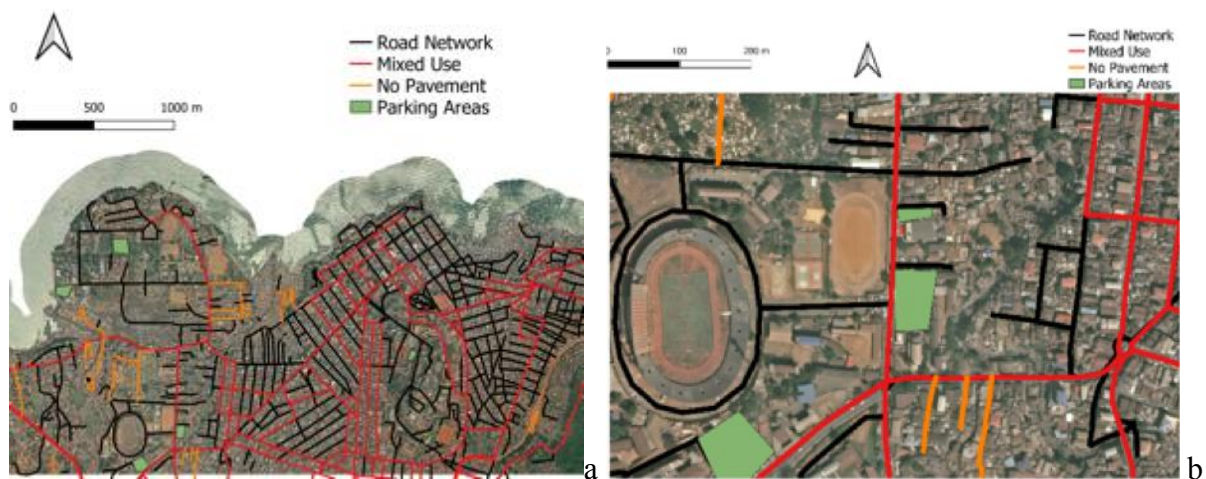 Road Network
Mixed Use
No Pavement
Parking Areas
0 500 1000 m
a
0 100 200 m
Road Network
Mixed Use
No Pavement
Parking Areas
b